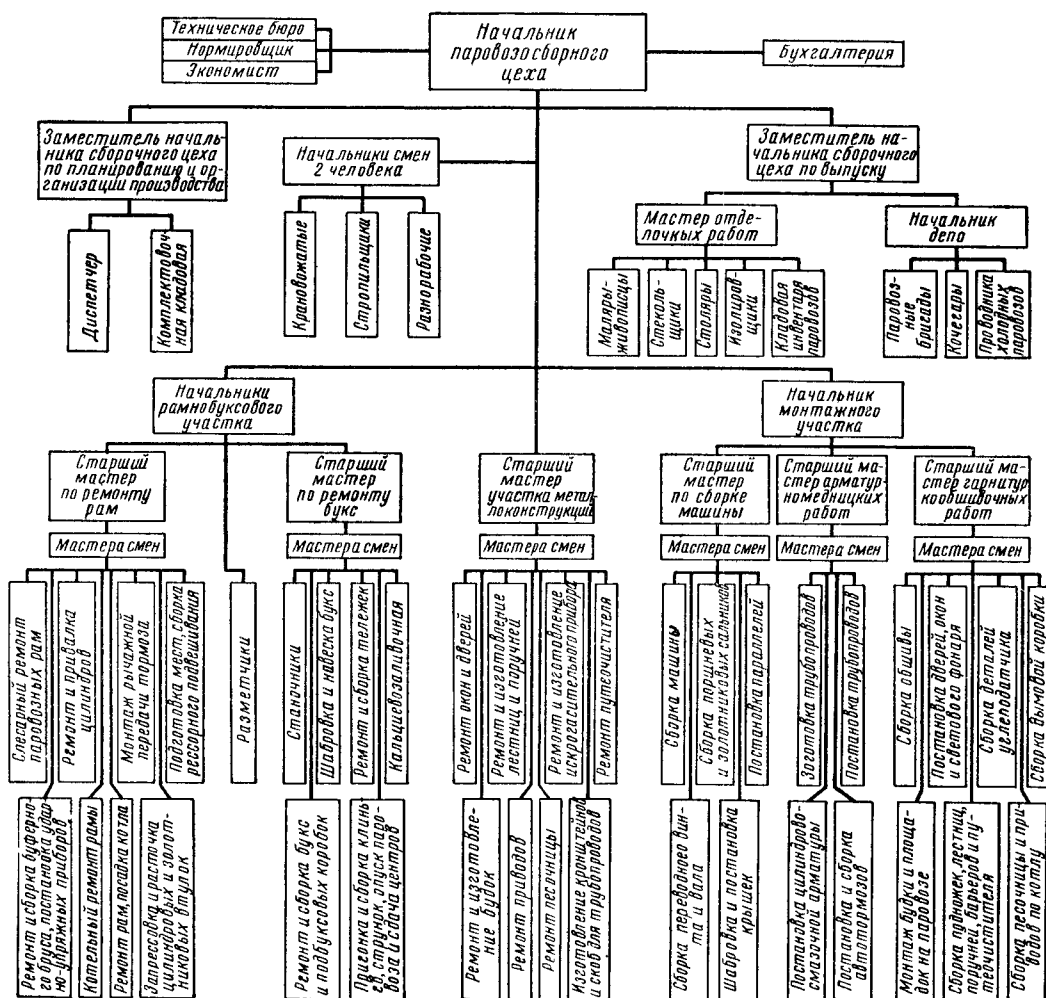 Техническое бюро
Нормировщик
Экономист
Начальник
паровозосборного
цеха
Бухгалтерия
Заместитель началь-
ника сборочного цеха
по планированию и ор-
ганизации производства
Диспетчер
Комплектовоч-
ная кладовая
Начальники смен
2 человека
Крановожатые
Стропильщики
Разнорабочие
Заместитель на-
чальника сборочного
цеха по выпуску
Мастер отде-
лочных работ
Маляры-
живописцы
Стеколь-
щики
Столяры
Изолиров-
щики
Кладовая
инвентаря
паровозов
Начальник
депо
Паровоз-
ные
бригады
Кочегары
Проводника
холодных
паровозов
Начальники
рамнобуксового
участка
Начальник
монтажного
участка
Старший
мастер
по ремонту
рам
Мастера смен
Слесарный ремонт
паровозных рам
Ремонт и привалка
цилиндров
Монтаж рычажной
передачи тормоза
Подготовка мест, сборка
рессорного подвешивания
Ремонт и сборка буферно-
го бруса, постановка удар-
но-упряжных приборов
Котельный ремонт рамы
Ремонт рам, посадка котла
Запрессовка и расточка
цилиндровых и золот-
никовых втулок
Разметчики
Старший
мастер
по ремонту
букс
Мастера смен
Станочники
Шабровка и навеска букс
Ремонт и сборка тележек
Кальциезаливочная
Ремонт и сборка букс
и поддуксовых коробок
Пригонка и сборка клинь-
ев, струнок, опуск паро-
воза и сдача центров
Старший
мастер
участка метал-
локонструкций
Мастера смен
Ремонт окон и дверей
Ремонт и изготовление
лестниц и поручней
Ремонт и изготовление
искрогасительного прибора
Ремонт путеочистителя
Ремонт и изготовле-
ние будок
Ремонт приводов
Ремонт песочницы
Изготовление кронштейнов
и скоб для трубопроводов
Старший
мастер
по сборке
машины
Мастера смен
Сборка машины
Сборка поршневых
и золотниковых сальников
Постановка параллелей
Сборка переводного вин-
та и вала
Шабровка и постановка
крышек
Старший ма-
стер арматур-
номедницких
работ
Мастера смен
Заготовка трубопроводов
Постановка трубопроводов
Постановка цилиндрово-
смазочной арматуры
Постановка и сборка
автотормозов
Старший ма-
стер гарнитур-
кообшивочных
работ
Мастера смен
Сборка обшивы
Постановка дверей, окон
и светового фонаря
Сборка деталей
углеподатчика
Сборка дымовой коробки
Монтаж будки и площа-
док на паровозе
Сборка подножек, лестниц,
поручней, барьеров и пу-
теочистителя
Сборка песочницы и при-
водов по котлу